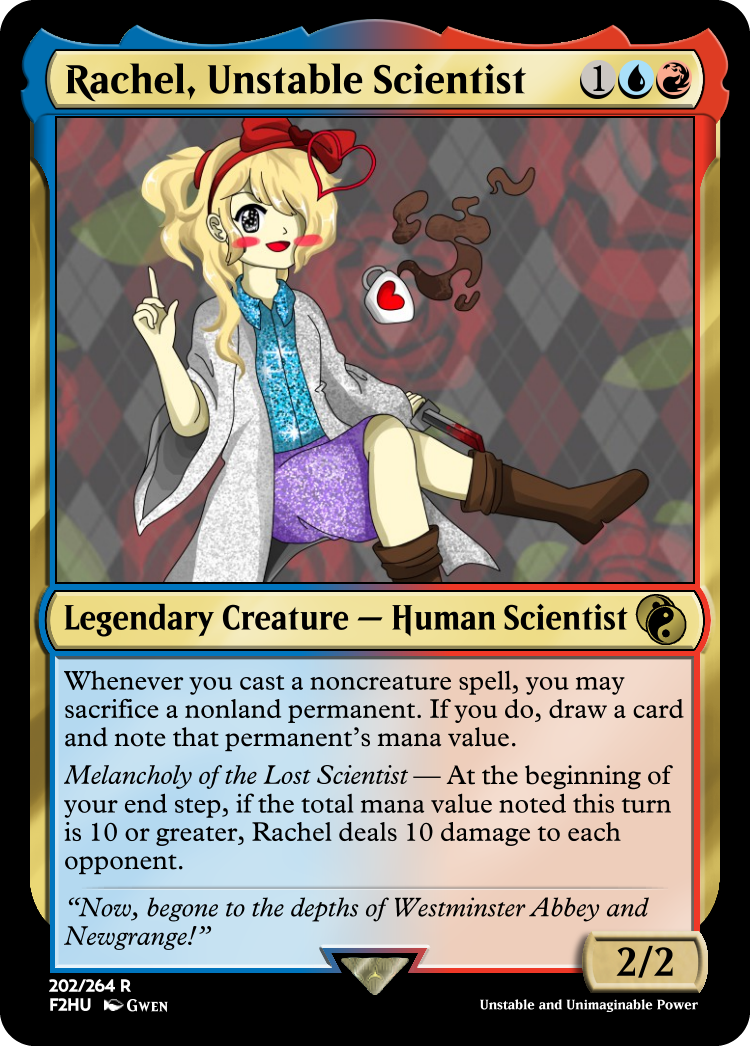 Rachel, Unstable Scientist 1
Legendary Creature — Human Scientist
Whenever you cast a noncreature spell, you may
sacrifice a nonland permanent. If you do, draw a card
and note that permanent's mana value.
Melancholy of the Lost Scientist — At the beginning of
your end step, if the total mana value noted this turn
is 10 or greater, Rachel deals 10 damage to each
opponent.
“Now, begone to the depths of Westminster Abbey and
Newgrange!”
2/2
202/264 R
F2HU Gwen
Unstable and Unimaginable Power